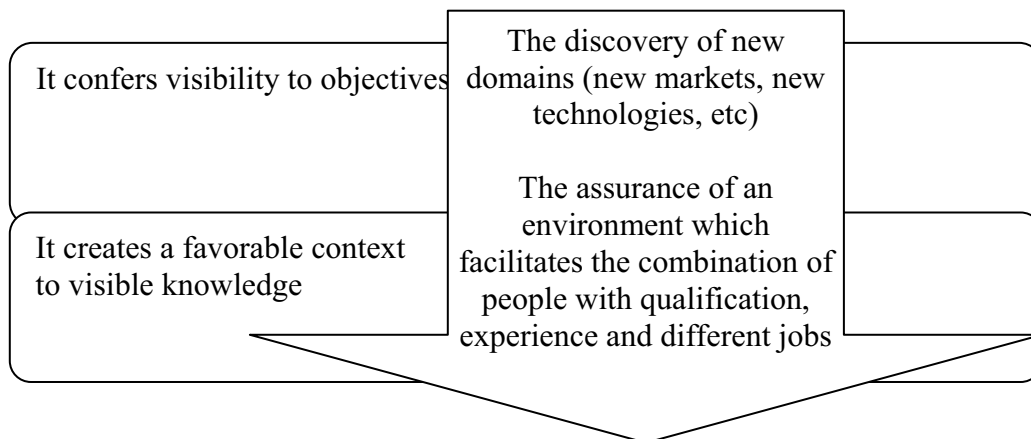 It confers visibility to objectives
The discovery of new
domains (new markets, new
technologies, etc)
The assurance of an
environment which
facilitates the combination of
people with qualification,
experience and different jobs
It creates a favorable context
to visible knowledge